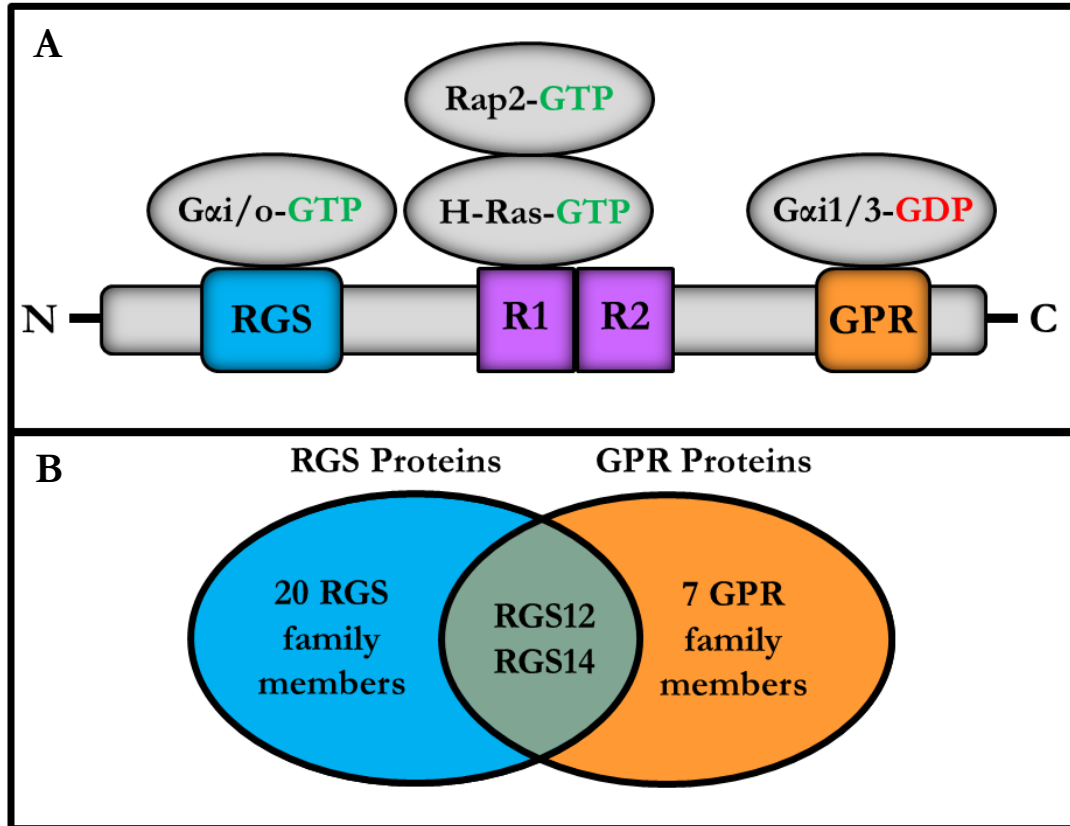 A
Rap2-GTP
Gαi/o-GTP
H-Ras-GTP
Gαi1/3-GDP
N
RGS
R1
R2
GPR
C
B
RGS Proteins
GPR Proteins
20 RGS
family
members
RGS12
RGS14
7 GPR
family
members